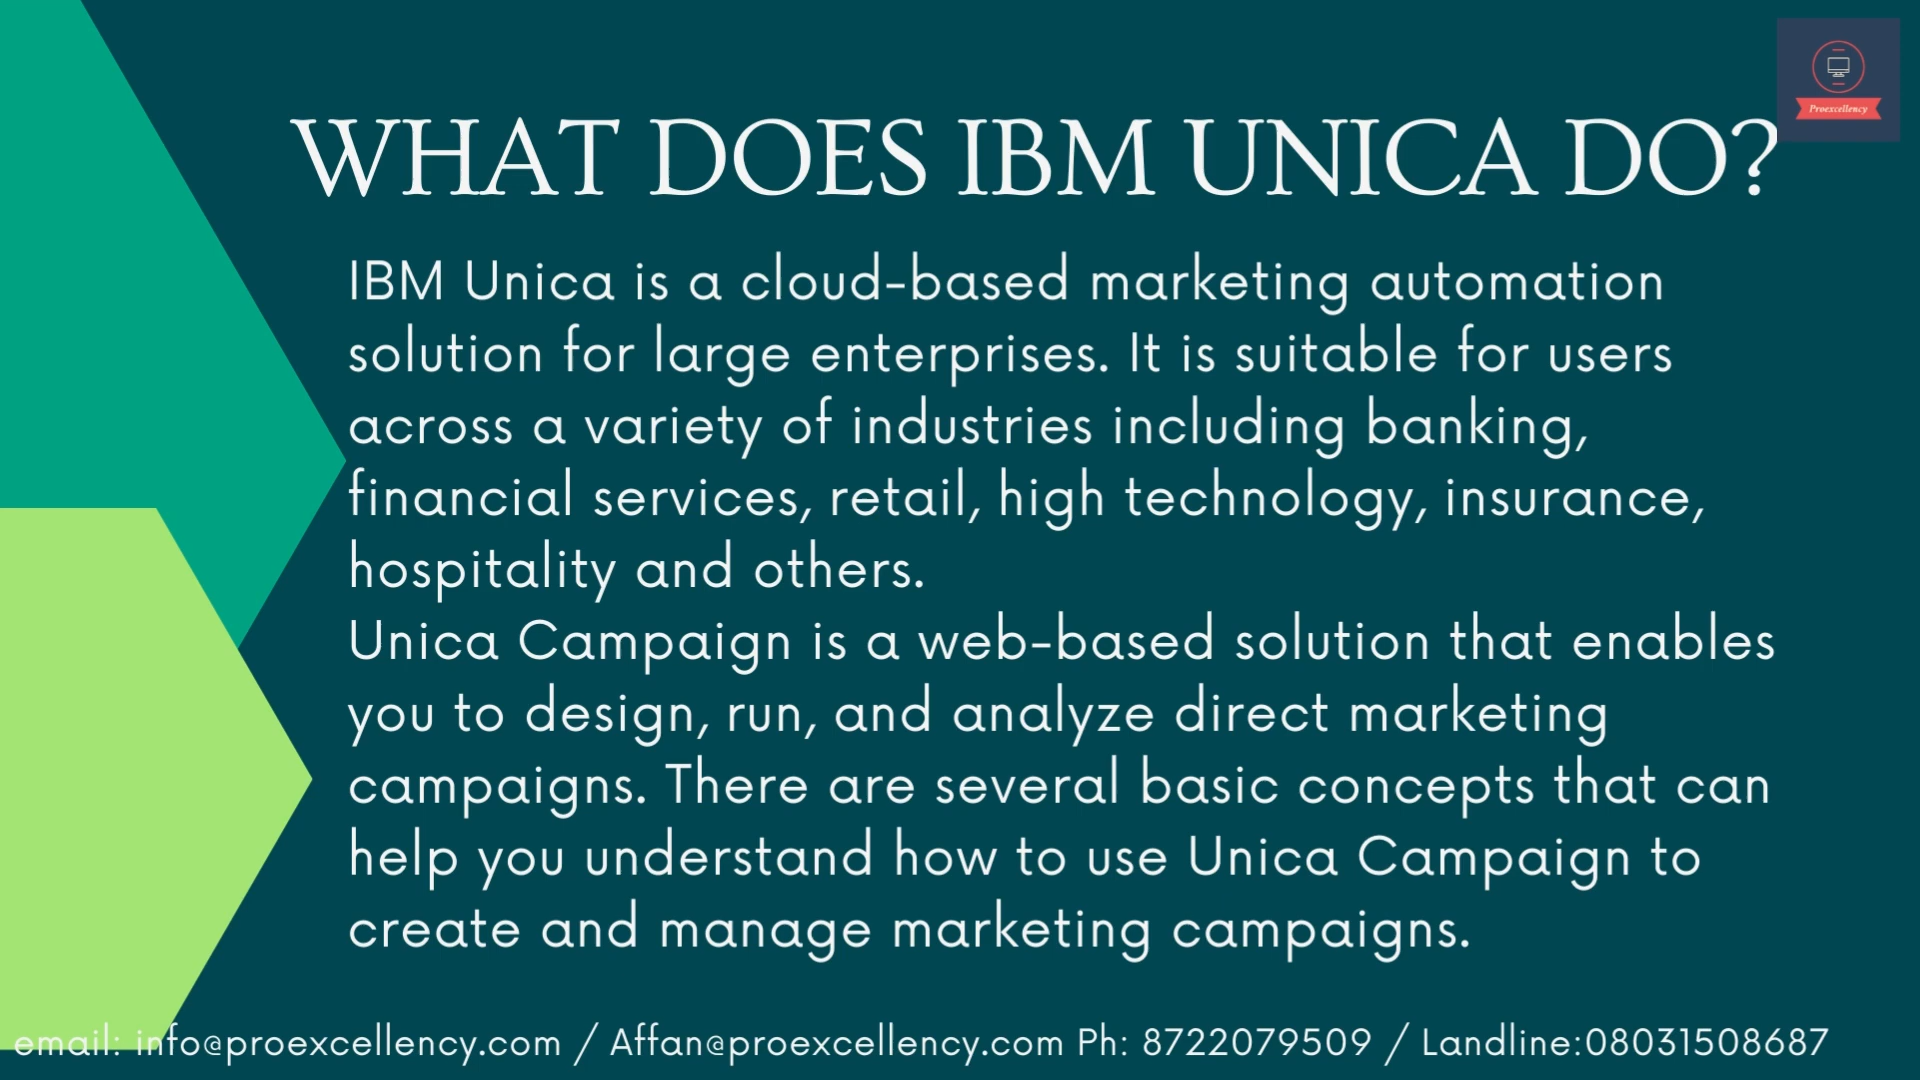 Proexcellency
WHAT DOES IBM UNICA DO?
IBM Unica is a cloud-based marketing automation
solution for large enterprises. It is suitable for users
across a variety of industries including banking,
financial services, retail, high technology, insurance,
hospitality and others.
Unica Campaign is a web-based solution that enables
you to design, run, and analyze direct marketing
campaigns. There are several basic concepts that can
help you understand how to use Unica Campaign to
create and manage marketing campaigns.
email: info@proexcellency.com / Affan@proexcellency.com Ph: 8722079509 / Landline:08031508687